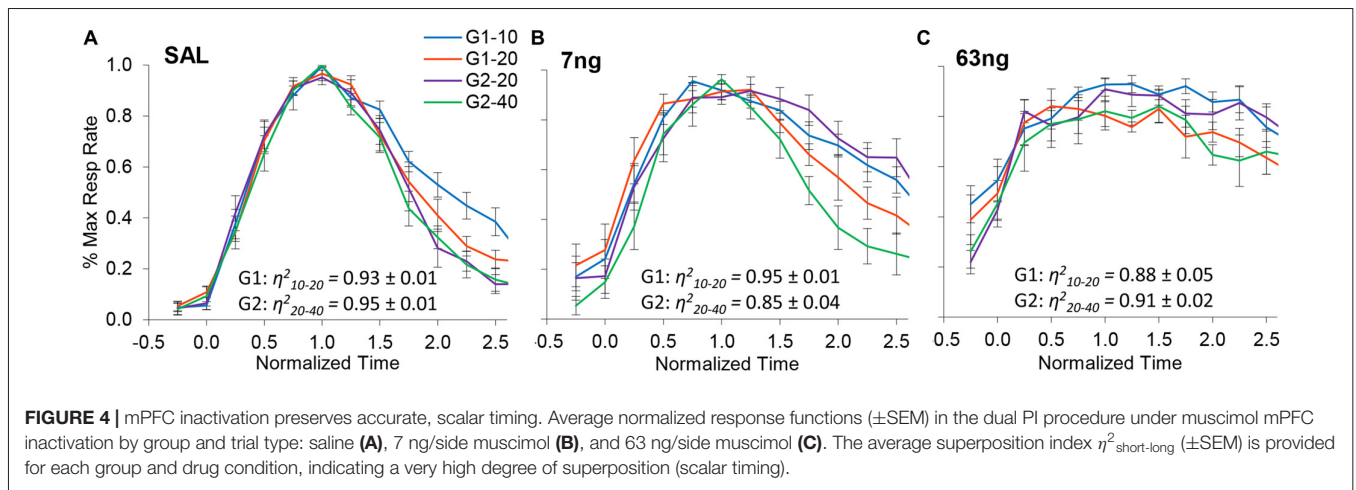 A SAL
G1-10
G1-20
G2-20
G2-40
% Max Resp Rate
1.0
0.8
0.6
0.4
0.2
0.0
G1: η²10-20 = 0.93 ± 0.01
G2: η²20-40 = 0.95 ± 0.01
-0.5 0.0 0.5 1.0 1.5 2.0 2.5
Normalized Time
B 7ng
G1: η²10-20 = 0.95 ± 0.01
G2: η²20-40 = 0.85 ± 0.04
-0.5 0.0 0.5 1.0 1.5 2.0 2.5
Normalized Time
C 63ng
G1: η²10-20 = 0.88 ± 0.05
G2: η²20-40 = 0.91 ± 0.02
-0.5 0.0 0.5 1.0 1.5 2.0 2.5
Normalized Time
FIGURE 4 | mPFC inactivation preserves accurate, scalar timing. Average normalized response functions (±SEM) in the dual PI procedure under muscimol mPFC
inactivation by group and trial type: saline (A), 7 ng/side muscimol (B), and 63 ng/side muscimol (C). The average superposition index η²short-long (±SEM) is provided
for each group and drug condition, indicating a very high degree of superposition (scalar timing).